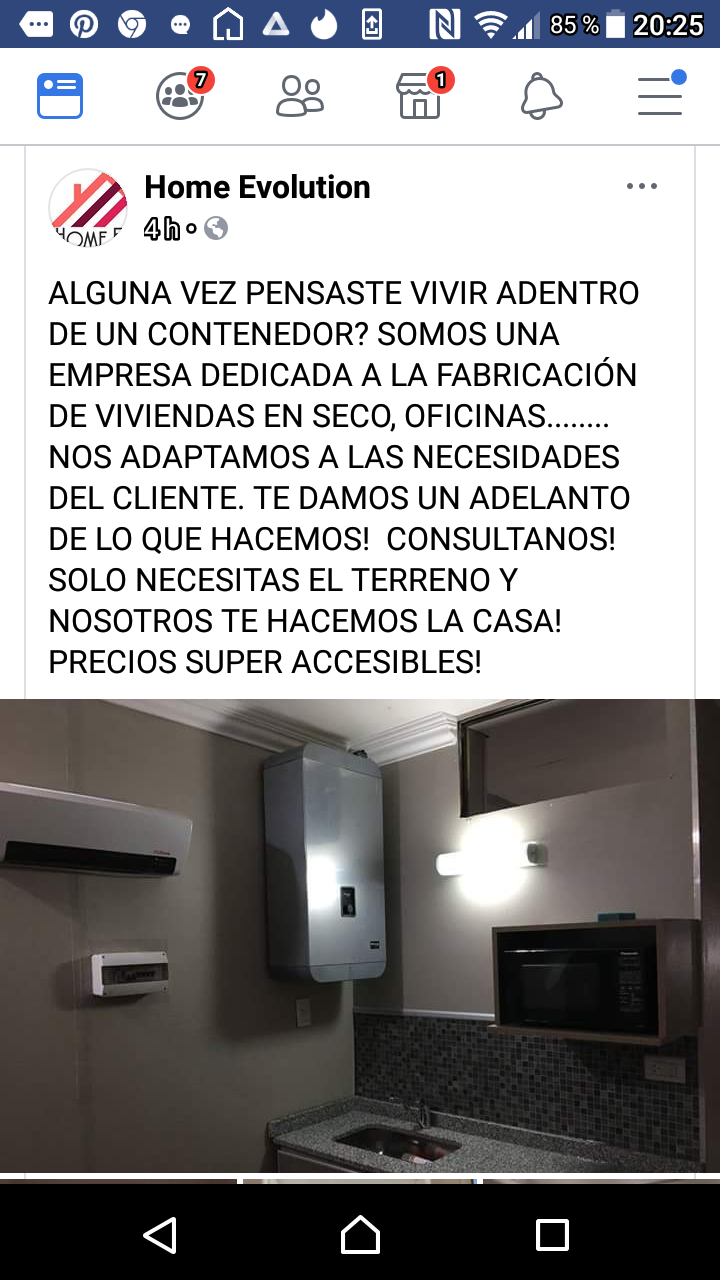 85 % 20:25
7
1
Home Evolution
4 h
HOME E
ALGUNA VEZ PENSASTE VIVIR ADENTRO
DE UN CONTENEDOR? SOMOS UNA
EMPRESA DEDICADA A LA FABRICACIÓN
DE VIVIENDAS EN SECO, OFICINAS........
NOS ADAPTAMOS A LAS NECESIDADES
DEL CLIENTE. TE DAMOS UN ADELANTO
DE LO QUE HACEMOS!  CONSULTANOS!
SOLO NECESITAS EL TERRENO Y
NOSOTROS TE HACEMOS LA CASA!
PRECIOS SUPER ACCESIBLES!
Panasonic